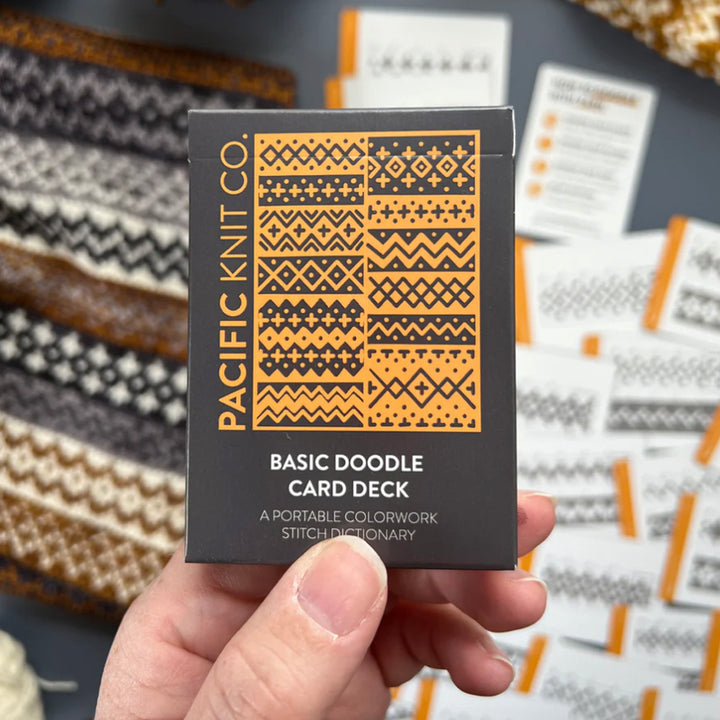 PACIFIC KNIT CO.
BASIC DOODLE
CARD DECK
A PORTABLE COLORWORK
STITCH DICTIONARY